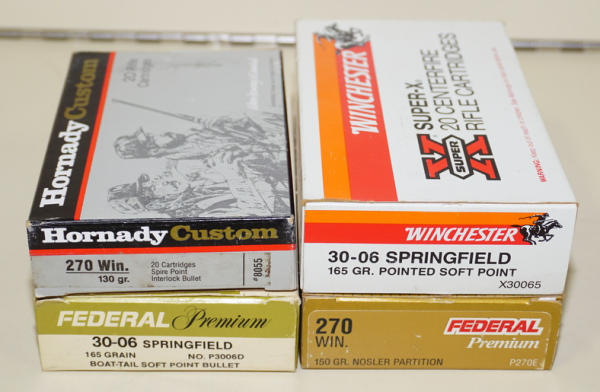 Hornady Custom
20 Rifle
Cartridges
Hornady Custom
270 Win.
130 gr.
20 Cartridges
Spire Point
Interlock Bullet
#8055
WINCHESTER
SUPER-X
20 CENTERFIRE
RIFLE CARTRIDGES
X SUPER
WINCHESTER
30-06 SPRINGFIELD
165 GR. POINTED SOFT POINT
X30065
FEDERAL Premium
30-06 SPRINGFIELD
165 GRAIN NO. P3006D
BOAT-TAIL SOFT POINT BULLET
270
WIN.
FEDERAL
Premium
150 GR. NOSLER PARTITION
P270E